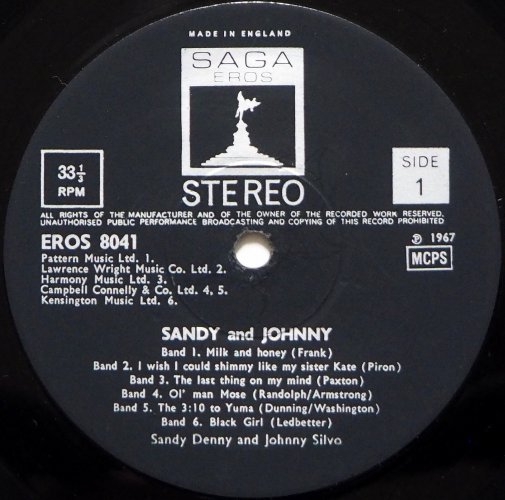 MADE IN ENGLAND
SAGA
EROS
33⅓
RPM
STEREO
SIDE
1
ALL RIGHTS OF THE MANUFACTURER AND OF THE OWNER OF THE RECORDED WORK RESERVED.
UNAUTHORISED PUBLIC PERFORMANCE BROADCASTING AND COPYING OF THIS RECORD PROHIBITED
EROS 8041
℗ 1967
MCPS
Pattern Music Ltd. 1.
Lawrence Wright Music Co. Ltd. 2.
Harmony Music Ltd. 3.
Campbell Connelly & Co. Ltd. 4, 5.
Kensington Music Ltd. 6.
SANDY and JOHNNY
Band 1. Milk and honey (Frank)
Band 2. I wish I could shimmy like my sister Kate (Piron)
Band 3. The last thing on my mind (Paxton)
Band 4. Ol' man Mose (Randolph/Armstrong)
Band 5. The 3:10 to Yuma (Dunning/Washington)
Band 6. Black Girl (Ledbetter)
Sandy Denny and Johnny Silvo